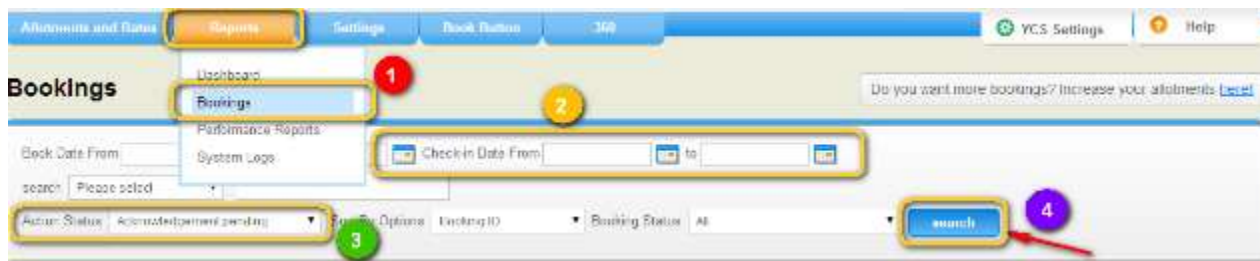 Allotments and Rates Reports Settings Book Button 360 YCS Settings Help
Dashboard 1
Bookings Bookings 2 Do you want more bookings? Increase your allotments here!
Performance Reports
Book Date From System Logs Check-in Date From to
search Please select
Action Status Acknowledgement pending 3 Sort By Options Booking ID Booking Status All search 4